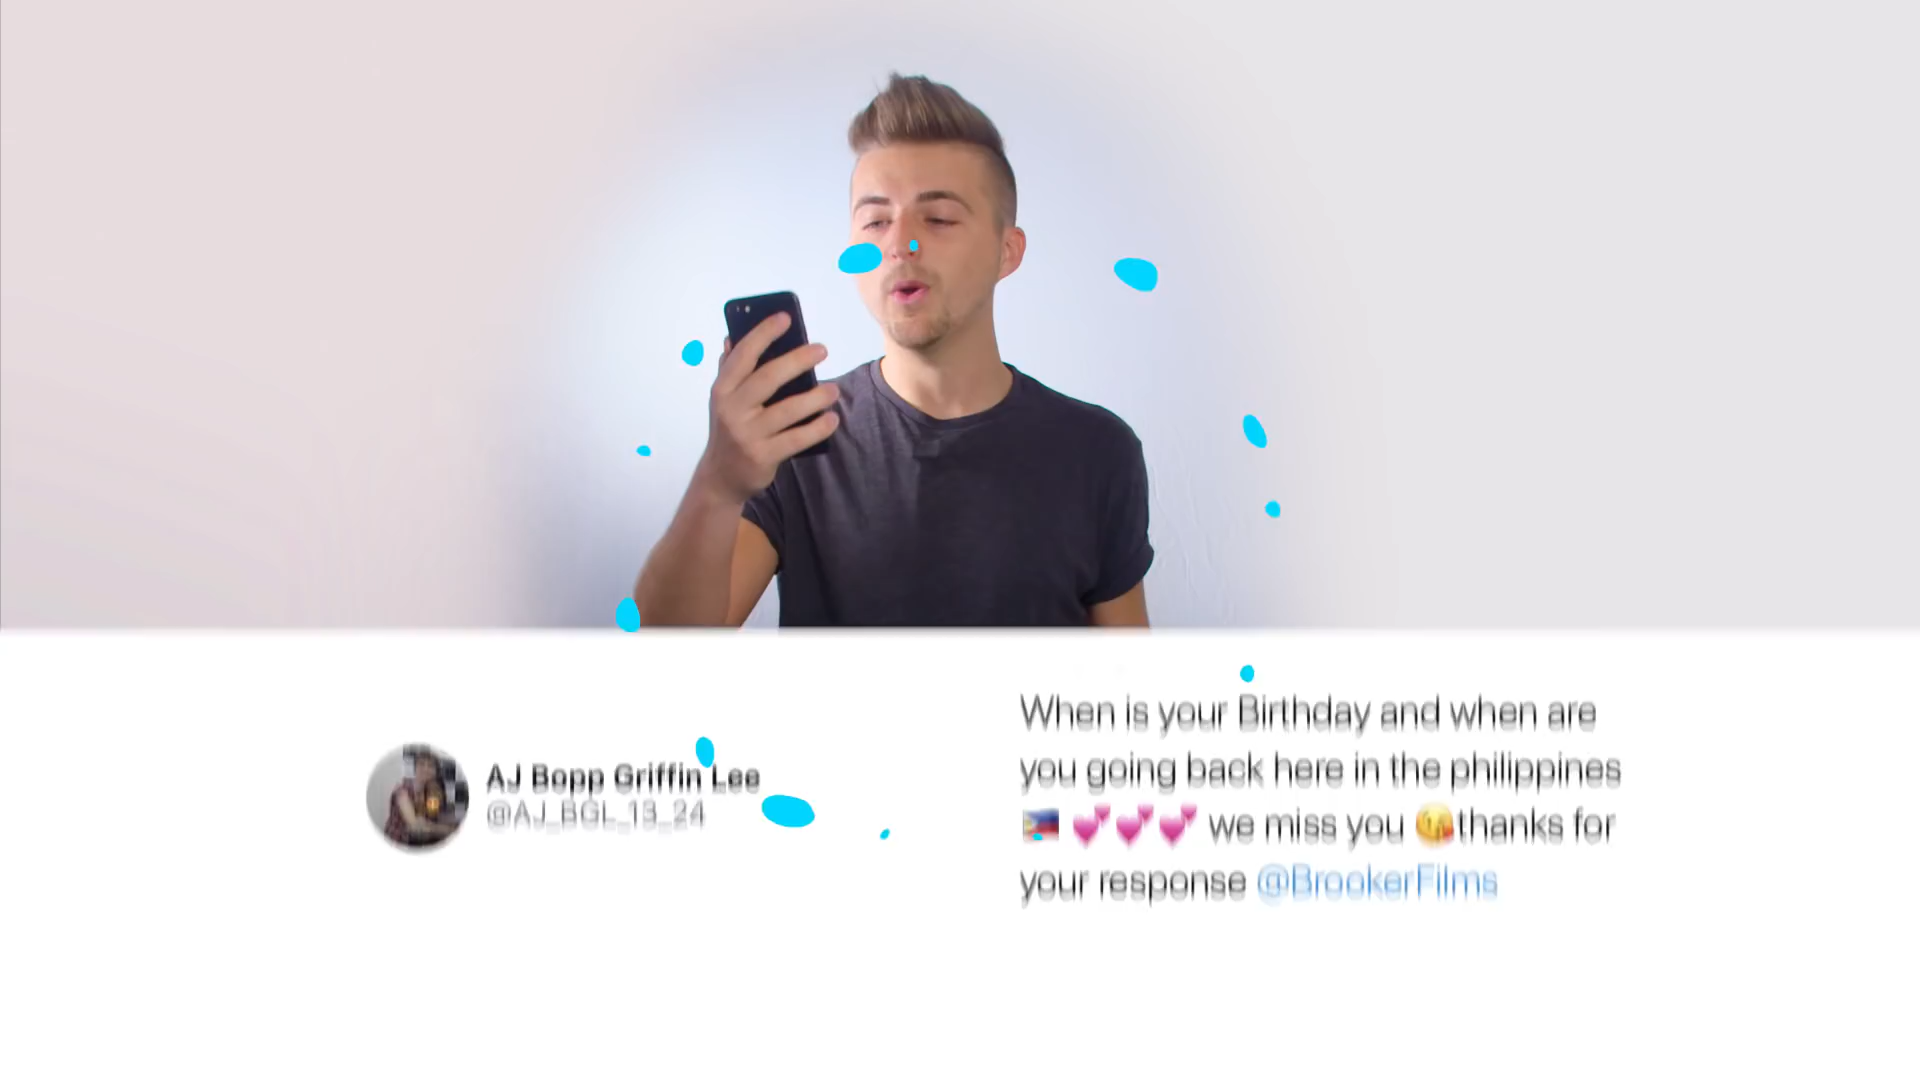 AJ Bopp Griffin Lee
@AJ_BGL_13_24
When is your Birthday and when are
you going back here in the philippines
🇵🇭 💕💕💕 we miss you 😘thanks for
your response @BrookerFilms